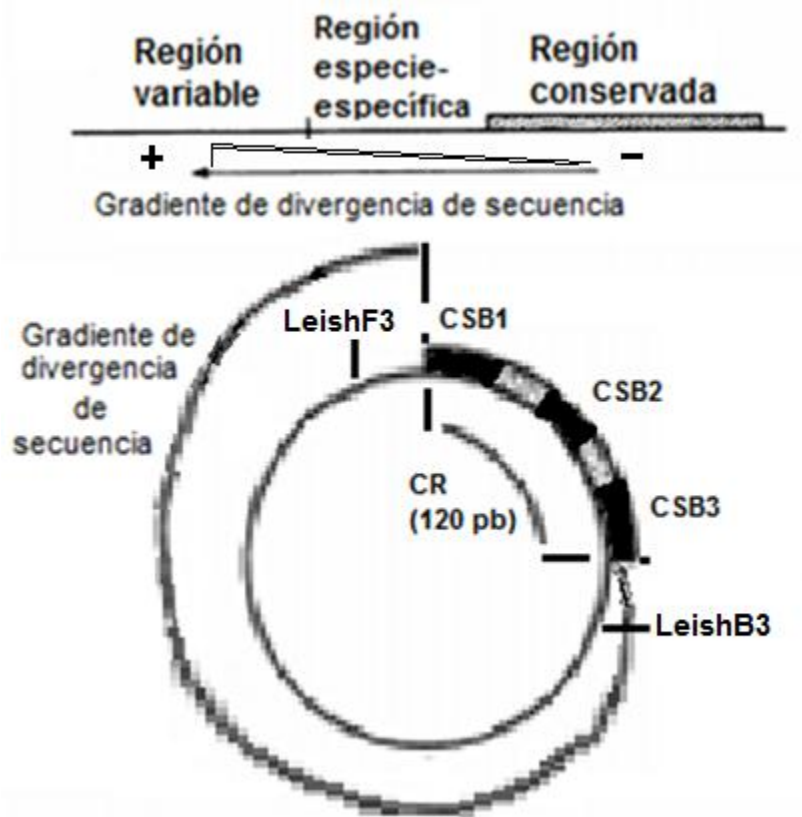 Región
variable
Región
especie-
específica
Región
conservada
+
-
Gradiente de divergencia de secuencia
Gradiente de
divergencia
de
secuencia
LeishF3
CSB1
CSB2
CR
(120 pb)
CSB3
LeishB3